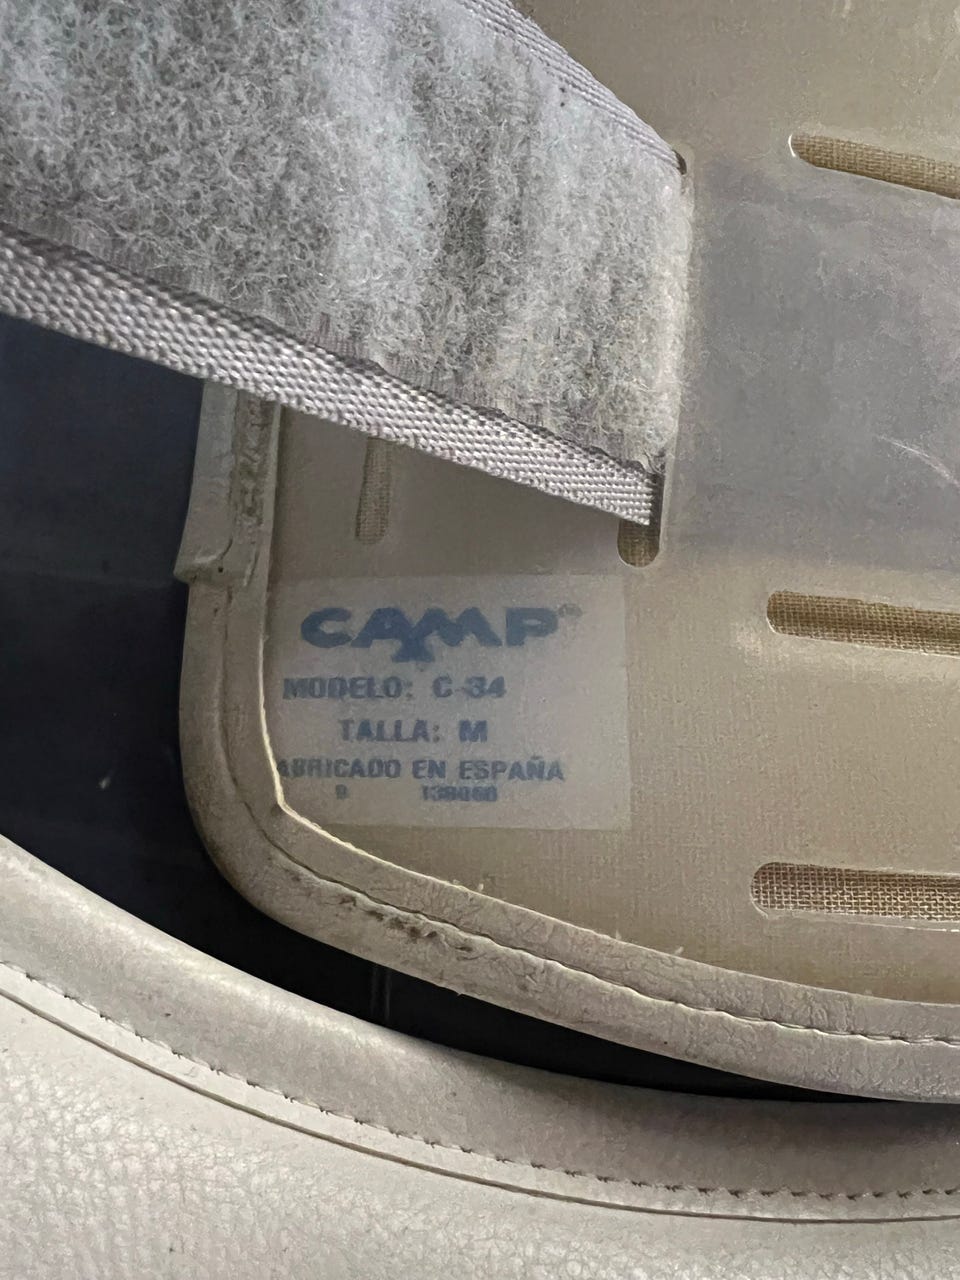 CAMP®
MODELO: C-34
TALLA: M
ABRICADO EN ESPAÑA